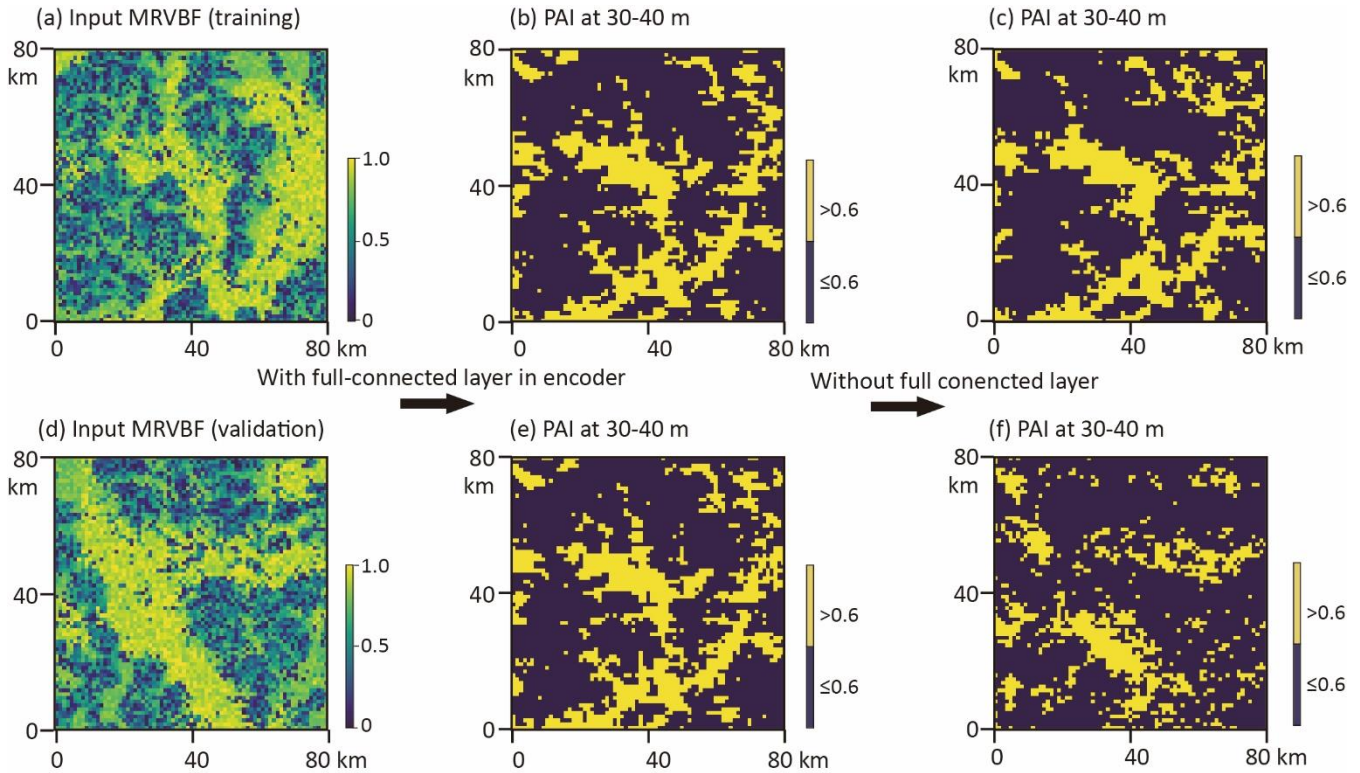 (a) Input MRVBF (training)
(b) PAI at 30-40 m
(c) PAI at 30-40 m
80
km
40
0
0
40
80 km
1.0
0.5
0
80
km
40
0
0
40
80 km
>0.6
≤0.6
80
km
40
0
0
40
80 km
>0.6
≤0.6
With full-connected layer in encoder
Without full conencted layer
(d) Input MRVBF (validation)
(e) PAI at 30-40 m
(f) PAI at 30-40 m
80
km
40
0
0
40
80 km
1.0
0.5
0
80
km
40
0
0
40
80 km
>0.6
≤0.6
80
km
40
0
0
40
80 km
>0.6
≤0.6